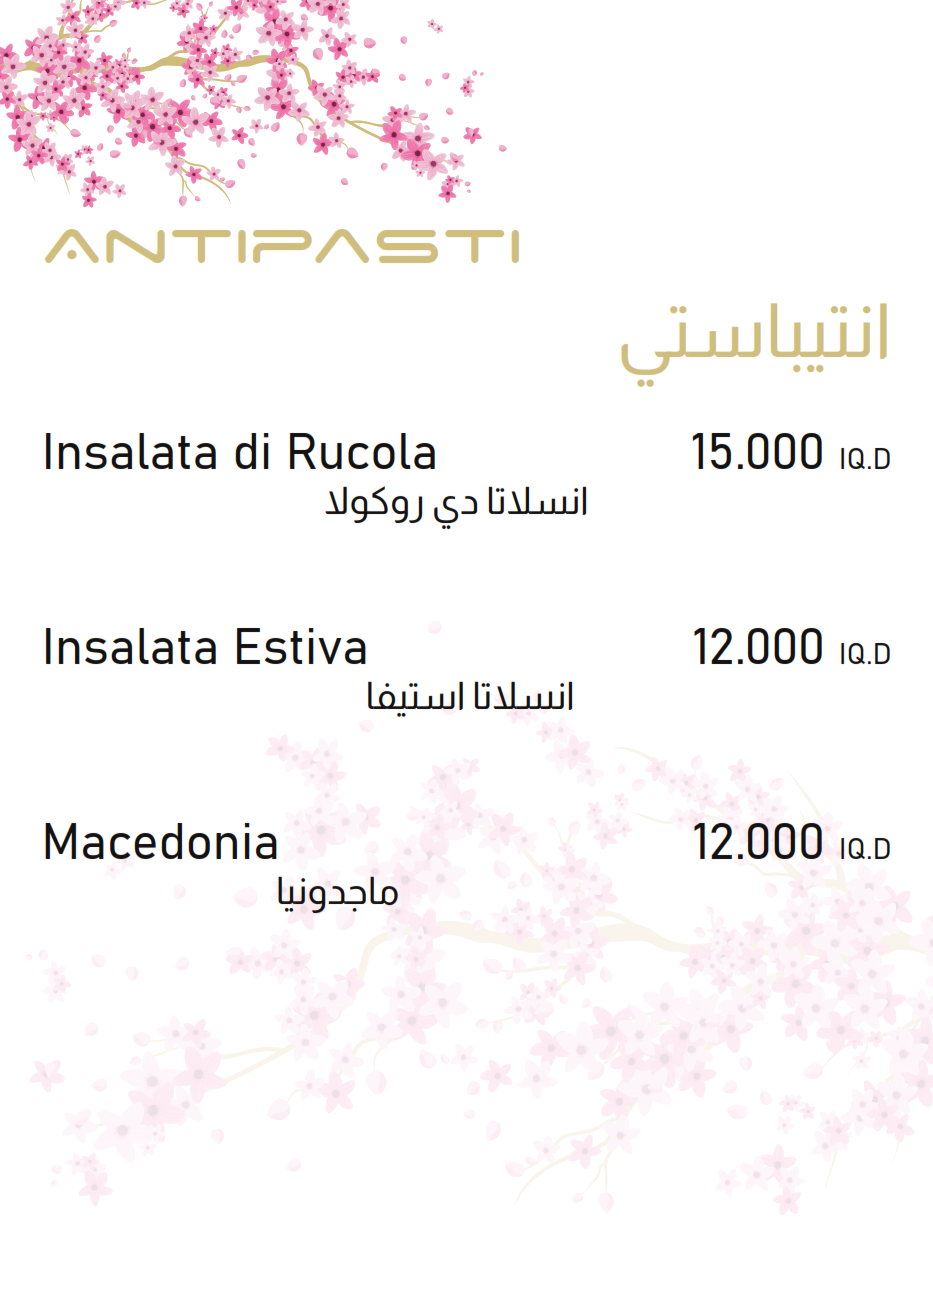 ANTIPASTI
انتيباستي
Insalata di Rucola 15.000 IQ.D
انسلاتا دي روكولا
Insalata Estiva 12.000 IQ.D
انسلاتا استيفا
Macedonia 12.000 IQ.D
ماجدونيا